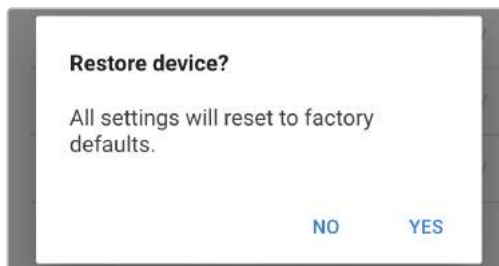 Restore device?
All settings will reset to factory
defaults.
NO YES